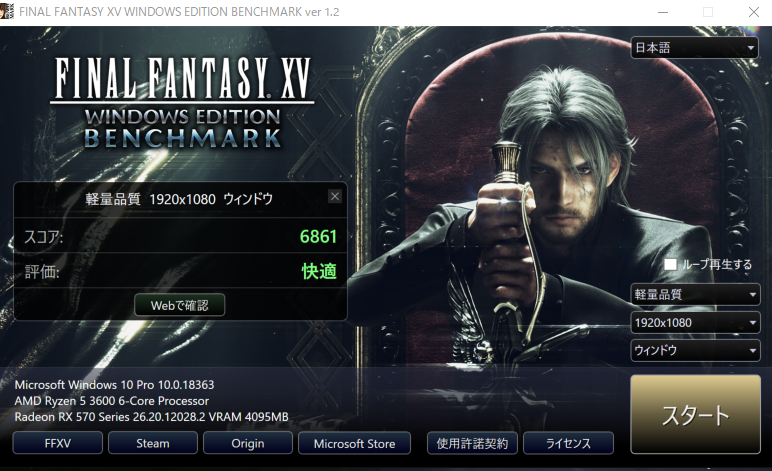 FINAL FANTASY XV WINDOWS EDITION BENCHMARK ver 1.2
日本語
FINAL FANTASY. XV
WINDOWS EDITION
BENCHMARK
軽量品質 1920x1080 ウィンドウ
スコア: 6861
評価: 快適
Webで確認
ループ再生する
軽量品質
1920x1080
ウィンドウ
Microsoft Windows 10 Pro 10.0.18363
AMD Ryzen 5 3600 6-Core Processor
Radeon RX 570 Series 26.20.12028.2 VRAM 4095MB
スタート
FFXV Steam Origin Microsoft Store 使用許諾契約 ライセンス